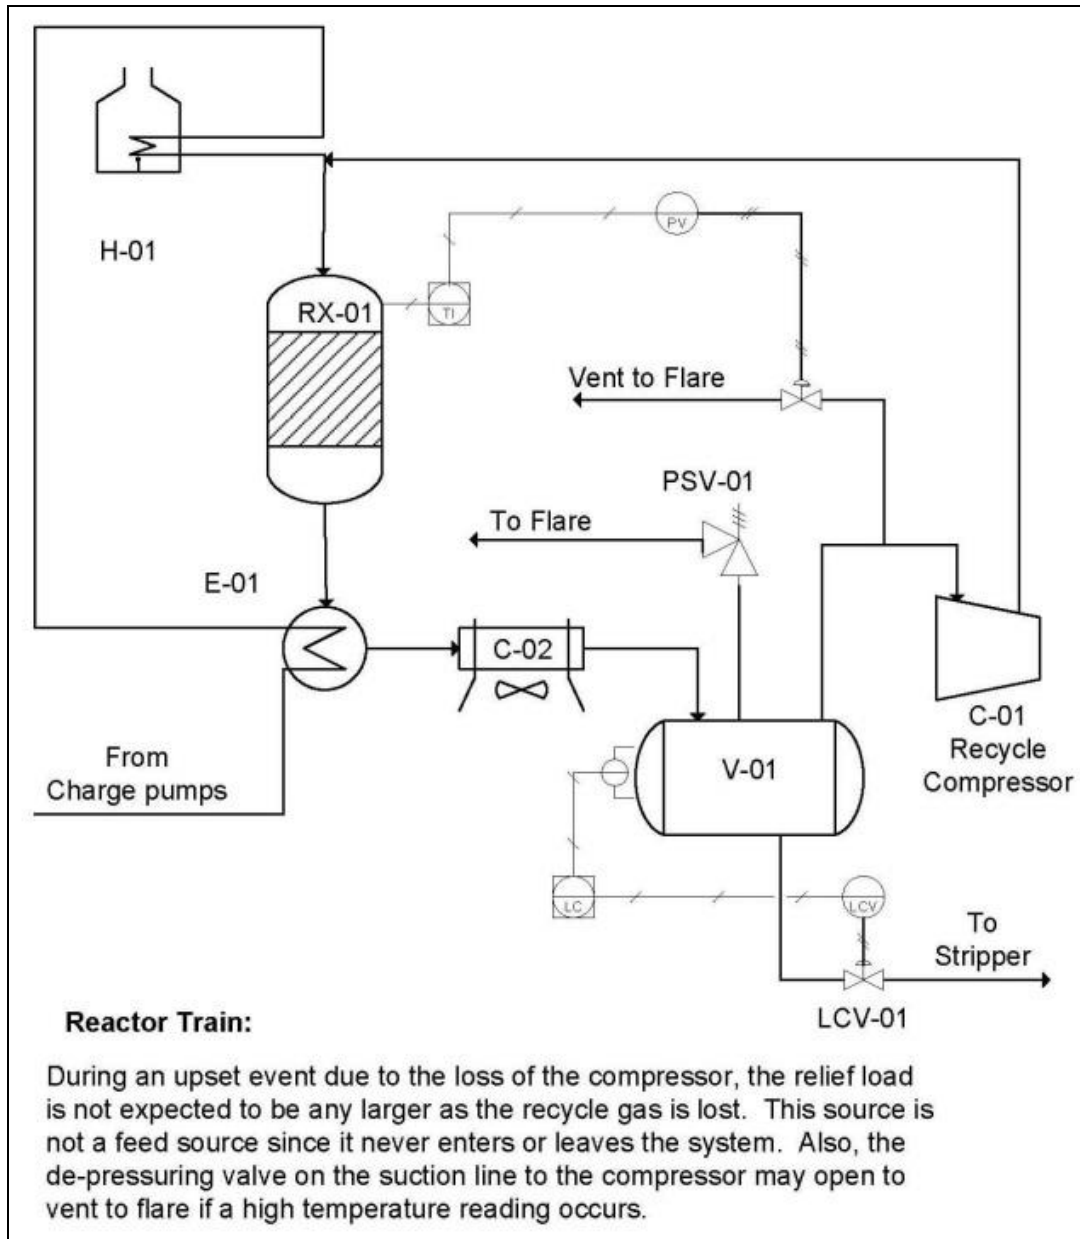 H-01
RX-01
TI
PV
Vent to Flare
PSV-01
To Flare
E-01
C-02
From
Charge pumps
V-01
C-01
Recycle
Compressor
LC
LCV
To
Stripper
LCV-01
Reactor Train:
During an upset event due to the loss of the compressor, the relief load
is not expected to be any larger as the recycle gas is lost. This source is
not a feed source since it never enters or leaves the system. Also, the
de-pressuring valve on the suction line to the compressor may open to
vent to flare if a high temperature reading occurs.